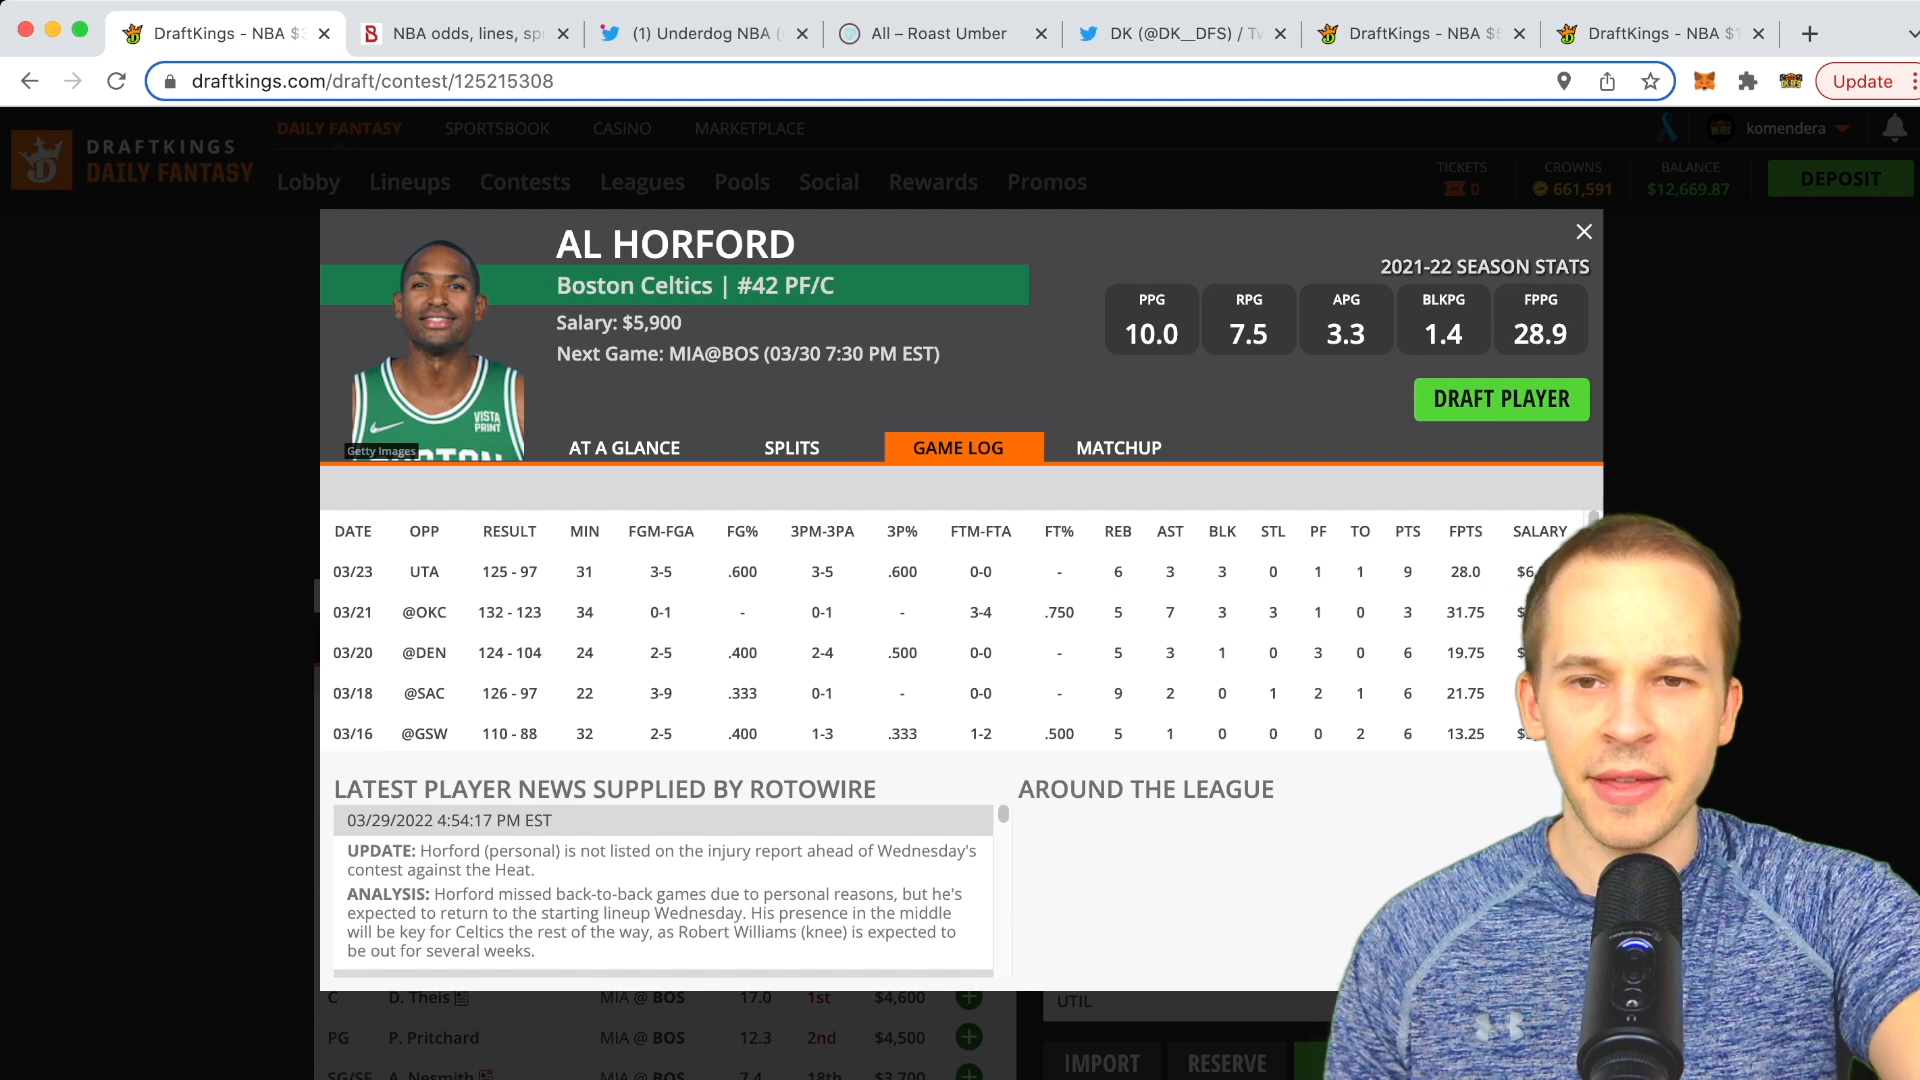 DraftKings - NBA $3
NBA odds, lines, sp
(1) Underdog NBA (
All – Roast Umber
DK (@DK__DFS) / Tw
DraftKings - NBA $
DraftKings - NBA $1
draftkings.com/draft/contest/125215308
Update
DRAFTKINGS
DAILY FANTASY
DAILY FANTASY SPORTSBOOK CASINO MARKETPLACE
komendera
Lobby Lineups Contests Leagues Pools Social Rewards Promos
TICKETS 0
CROWNS 661,591
BALANCE $12,669.87
DEPOSIT
AL HORFORD
Boston Celtics | #42 PF/C
Salary: $5,900
Next Game: MIA@BOS (03/30 7:30 PM EST)
2021-22 SEASON STATS
PPG RPG APG BLKPG FPPG
10.0 7.5 3.3 1.4 28.9
DRAFT PLAYER
VISTA
PRINT
Getty Images
AT A GLANCE SPLITS GAME LOG MATCHUP
DATE OPP RESULT MIN FGM-FGA FG% 3PM-3PA 3P% FTM-FTA FT% REB AST BLK STL PF TO PTS FPTS SALARY
03/23 UTA 125 - 97 31 3-5 .600 3-5 .600 0-0 - 6 3 3 0 1 1 9 28.0 $6
03/21 @OKC 132 - 123 34 0-1 - 0-1 - 3-4 .750 5 7 3 3 1 0 3 31.75 $
03/20 @DEN 124 - 104 24 2-5 .400 2-4 .500 0-0 - 5 3 1 0 3 0 6 19.75 $
03/18 @SAC 126 - 97 22 3-9 .333 0-1 - 0-0 - 9 2 0 1 2 1 6 21.75
03/16 @GSW 110 - 88 32 2-5 .400 1-3 .333 1-2 .500 5 1 0 0 0 2 6 13.25 $
LATEST PLAYER NEWS SUPPLIED BY ROTOWIRE
AROUND THE LEAGUE
03/29/2022 4:54:17 PM EST
UPDATE: Horford (personal) is not listed on the injury report ahead of Wednesday's
contest against the Heat.
ANALYSIS: Horford missed back-to-back games due to personal reasons, but he's
expected to return to the starting lineup Wednesday. His presence in the middle
will be key for Celtics the rest of the way, as Robert Williams (knee) is expected to
be out for several weeks.
C D. Theis MIA @ BOS 17.0 1st $4,600
PG P. Pritchard MIA @ BOS 12.3 2nd $4,500
SG/SF A. Nesmith MIA @ BOS 7.4 18th $3,700
UTIL
IMPORT RESERVE